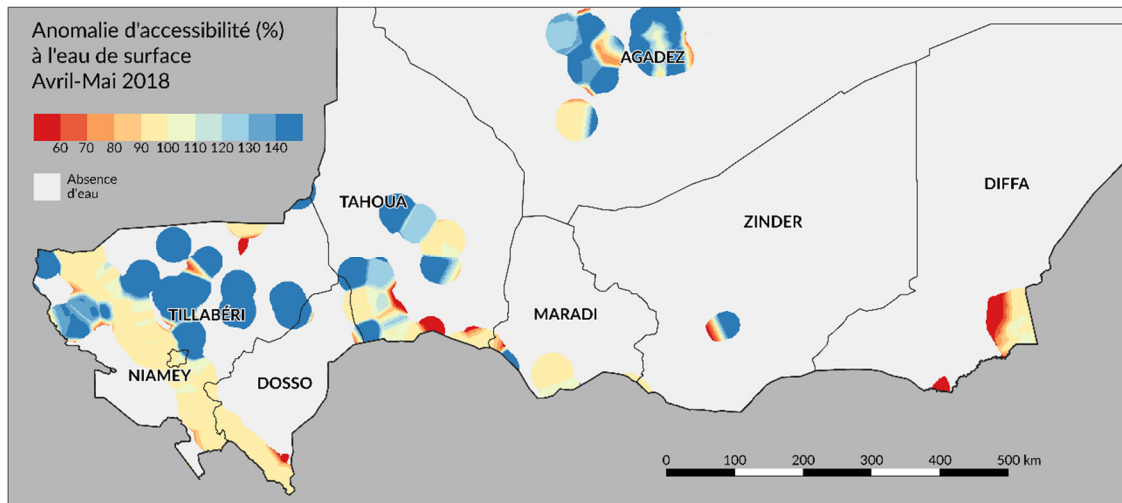 Anomalie d'accessibilité (%)
à l'eau de surface
Avril-Mai 2018
60 70 80 90 100 110 120 130 140
Absence
d'eau
AGADEZ
TAHOUA
DIFFA
ZINDER
TILLABÉRI
MARADI
NIAMEY
DOSSO
0 100 200 300 400 500 km